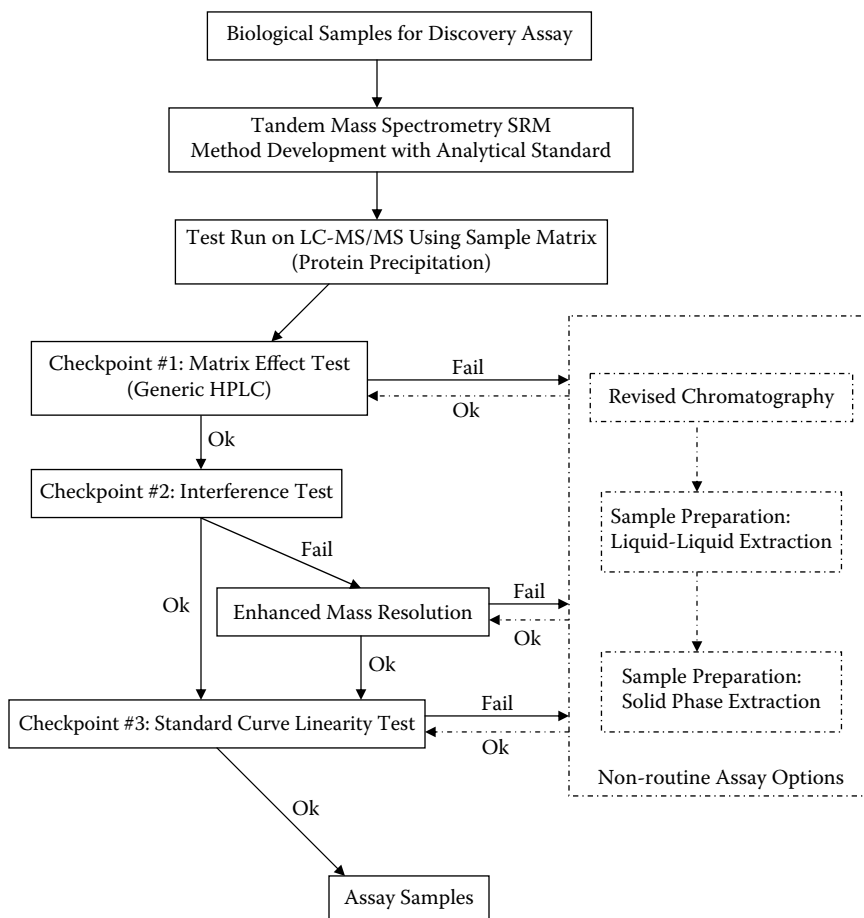 Biological Samples for Discovery Assay
Tandem Mass Spectrometry SRM
Method Development with Analytical Standard
Test Run on LC-MS/MS Using Sample Matrix
(Protein Precipitation)
Checkpoint #1: Matrix Effect Test
(Generic HPLC)
Fail
Ok
Revised Chromatography
Ok
Checkpoint #2: Interference Test
Sample Preparation:
Liquid-Liquid Extraction
Fail
Ok
Enhanced Mass Resolution
Fail
Ok
Ok
Sample Preparation:
Solid Phase Extraction
Checkpoint #3: Standard Curve Linearity Test
Fail
Ok
Non-routine Assay Options
Ok
Assay Samples